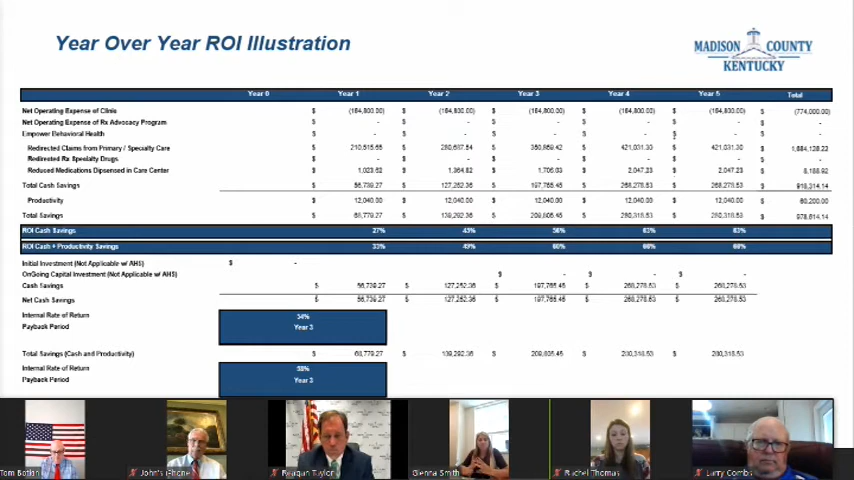 Year Over Year ROI Illustration
MADISON COUNTY
KENTUCKY
Year 0 Year 1 Year 2 Year 3 Year 4 Year 5 Total
Net Operating Expense of Clinic $ (154,800.00) $ (154,800.00) $ (154,800.00) $ (154,800.00) $ (154,800.00) $ (774,000.00)
Net Operating Expense of Rx Advocacy Program $ - $ - $ - $ - $ - $ -
Empower Behavioral Health $ - $ - $ - $ - $ - $ -
Redirected Claims from Primary / Specialty Care $ 210,515.65 $ 280,687.54 $ 350,859.42 $ 421,031.30 $ 421,031.30 $ 1,684,128.22
Redirected Rx Specialty Drugs $ - $ - $ - $ - $ - $ -
Reduced Medications Dipsensed in Care Center $ 1,023.62 $ 1,364.82 $ 1,706.03 $ 2,047.23 $ 2,047.23 $ 8,188.92
Total Cash Savings $ 56,739.27 $ 127,252.36 $ 197,765.45 $ 268,278.53 $ 268,278.53 $ 918,314.14
Productivity $ 12,040.00 $ 12,040.00 $ 12,040.00 $ 12,040.00 $ 12,040.00 $ 60,200.00
Total Savings $ 68,779.27 $ 139,292.36 $ 209,805.45 $ 280,318.53 $ 280,318.53 $ 978,514.14
ROI Cash Savings 27% 45% 56% 63% 63%
ROI Cash + Productivity Savings 33% 49% 60% 66% 66%
Initial Investment (Not Applicable w/ AHS) $ -
OnGoing Capital Investment (Not Applicable w/ AHS) $ - $ - $ -
Cash Savings $ 56,739.27 $ 127,252.36 $ 197,765.45 $ 268,278.53 $ 268,278.53
Net Cash Savings $ 56,739.27 $ 127,252.36 $ 197,765.45 $ 268,278.53 $ 268,278.53
Internal Rate of Return 34%
Payback Period Year 3
Total Savings (Cash and Productivity) $ 68,779.27 $ 139,292.36 $ 209,805.45 $ 280,318.53 $ 280,318.53
Internal Rate of Return 58%
Payback Period Year 3
Tom Botkin John's iPhone Reagan Taylor Glenna Smith Rachel Thomas Larry Combs